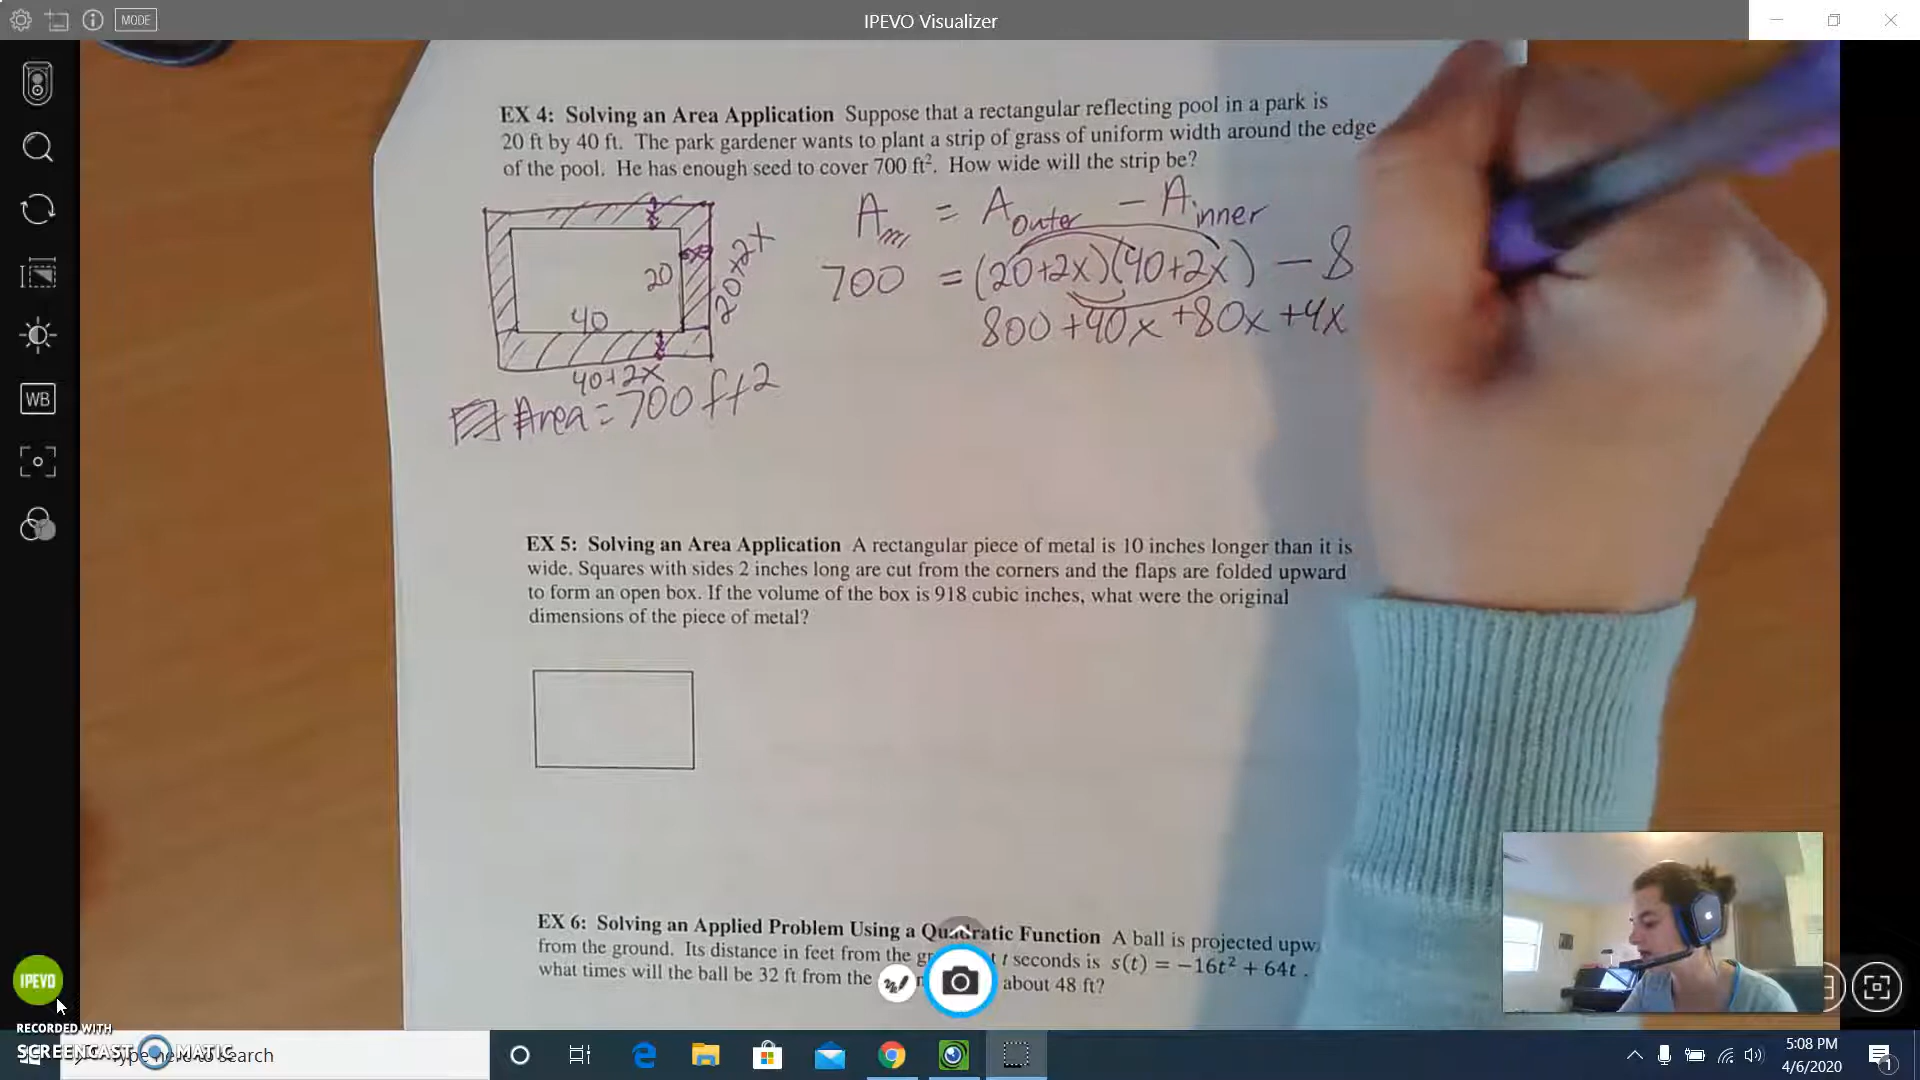 MODE
IPEVO Visualizer
EX 4: Solving an Area Application Suppose that a rectangular reflecting pool in a park is
20 ft by 40 ft. The park gardener wants to plant a strip of grass of uniform width around the edge
of the pool. He has enough seed to cover 700 ft². How wide will the strip be?
A = A outer - A inner
700 = (20+2x)(40+2x) - 8
800 +40x +80x +4x
x
x
20
20+2x
40
x
40+2x
Area = 700 ft2
WB
EX 5: Solving an Area Application A rectangular piece of metal is 10 inches longer than it is
wide. Squares with sides 2 inches long are cut from the corners and the flaps are folded upward
to form an open box. If the volume of the box is 918 cubic inches, what were the original
dimensions of the piece of metal?
EX 6: Solving an Applied Problem Using a Quadratic Function A ball is projected upw
from the ground. Its distance in feet from the t seconds is s(t) = −16t² + 64t .
what times will the ball be 32 ft from the about 48 ft?
IPEVO
RECORDED WITH
SCREENCAST MATIC
Type here to search
5:08 PM
4/6/2020
1